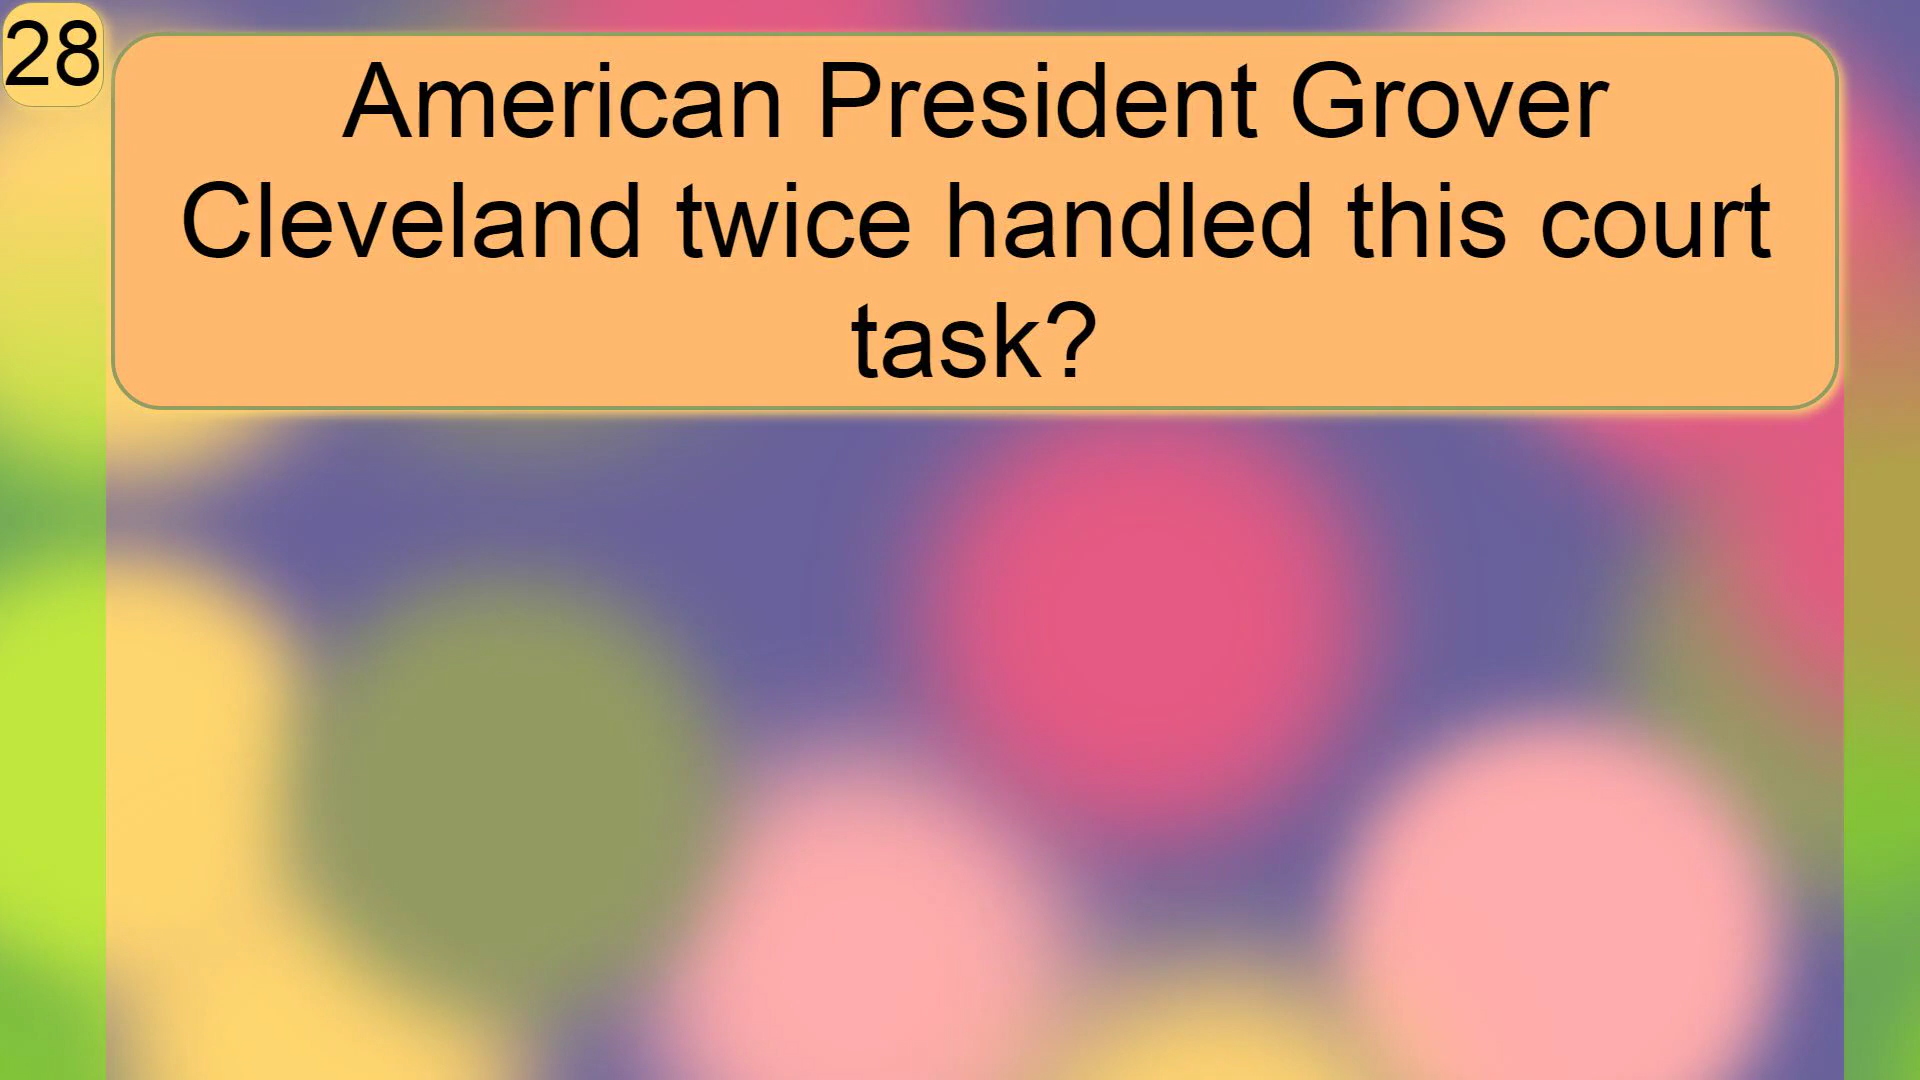 28
American President Grover
Cleveland twice handled this court
task?